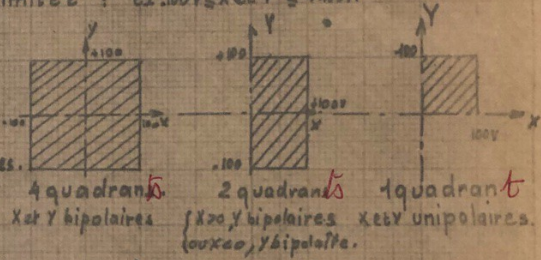 Y Y Y
+100 +100 +100
-100 100V X +100V X X
100V
-100
4 quadrants 2 quadrants 1 quadrant
X et Y bipolaires { X>0, Y bipolaires X et Y unipolaires.
{ ou X<0, Y bipolaire.